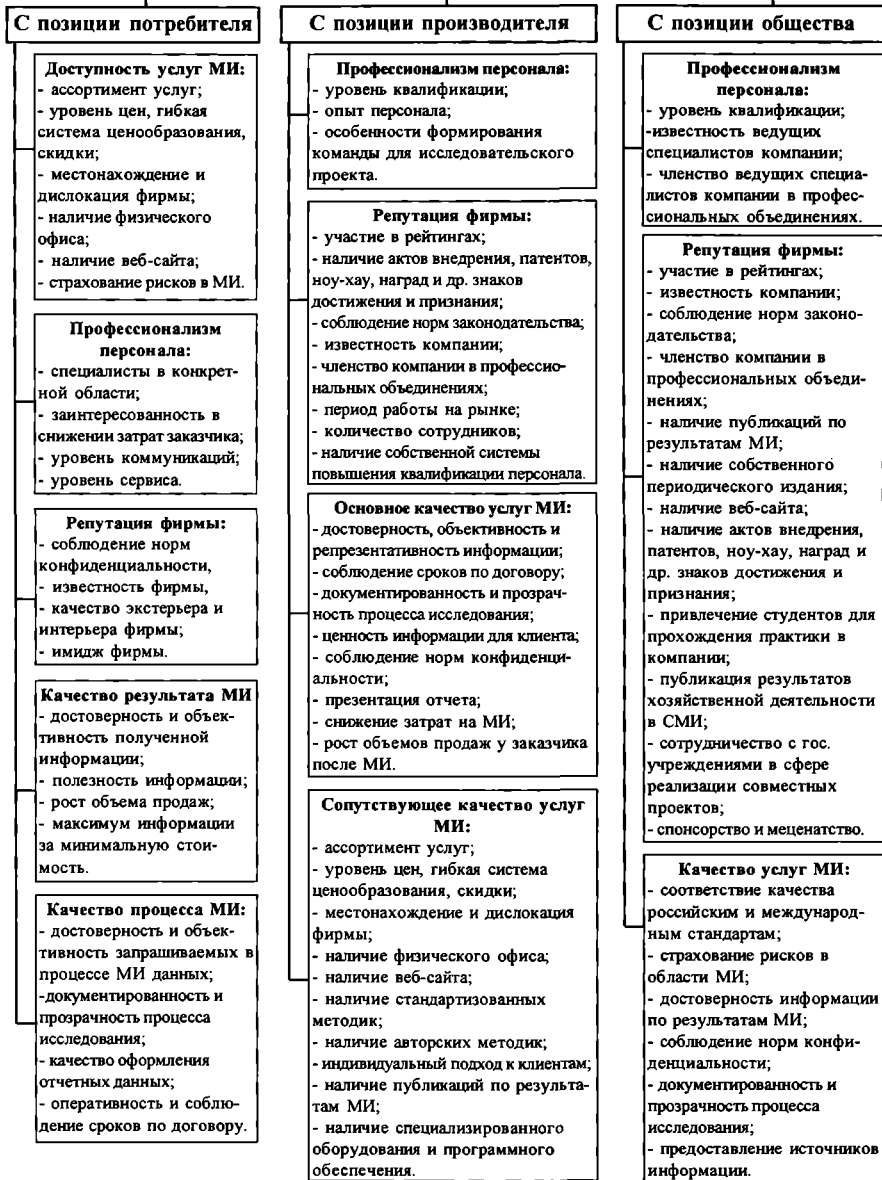 С позиции потребителя
Доступность услуг МИ:
- ассортимент услуг;
- уровень цен, гибкая
система ценообразования,
скидки;
- местонахождение и
дислокация фирмы;
- наличие физического
офиса;
- наличие веб-сайта;
- страхование рисков в МИ.
Профессионализм
персонала:
- специалисты в конкрет-
ной области;
- заинтересованность в
снижении затрат заказчика;
- уровень коммуникаций;
- уровень сервиса.
Репутация фирмы:
- соблюдение норм
конфиденциальности,
- известность фирмы,
- качество экстерьера и
интерьера фирмы;
- имидж фирмы.
Качество результата МИ
- достоверность и объек-
тивность полученной
информации;
- полезность информации;
- рост объема продаж;
- максимум информации
за минимальную стои-
мость.
Качество процесса МИ:
- достоверность и объек-
тивность запрашиваемых в
процессе МИ данных;
-документированность и
прозрачность процесса
исследования;
- качество оформления
отчетных данных;
- оперативность и соблю-
дение сроков по договору.
С позиции производителя
Профессионализм персонала:
- уровень квалификации;
- опыт персонала;
- особенности формирования
команды для исследовательского
проекта.
Репутация фирмы:
- участие в рейтингах;
- наличие актов внедрения, патентов,
ноу-хау, наград и др. знаков
достижения и признания;
- соблюдение норм законодательства;
- известность компании;
- членство компании в профессио-
нальных объединениях;
- период работы на рынке;
- количество сотрудников;
- наличие собственной системы
повышения квалификации персонала.
Основное качество услуг МИ:
- достоверность, объективность и
репрезентативность информации;
- соблюдение сроков по договору;
- документированность и прозрач-
ность процесса исследования;
- ценность информации для клиента;
- соблюдение норм конфиденци-
альности;
- презентация отчета;
- снижение затрат на МИ;
- рост объемов продаж у заказчика
после МИ.
Сопутствующее качество услуг
МИ:
- ассортимент услуг;
- уровень цен, гибкая система
ценообразования, скидки;
- местонахождение и дислокация
фирмы;
- наличие физического офиса;
- наличие веб-сайта;
- наличие стандартизованных
методик;
- наличие авторских методик;
- индивидуальный подход к клиентам;
- наличие публикаций по результа-
там МИ;
- наличие специализированного
оборудования и программного
обеспечения.
С позиции общества
Профессионализм
персонала:
- уровень квалификации;
-известность ведущих
специалистов компании;
- членство ведущих специа-
листов компании в профес-
сиональных объединениях.
Репутация фирмы:
- участие в рейтингах;
- известность компании;
- соблюдение норм законо-
дательства;
- членство компании в
профессиональных объеди-
нениях;
- наличие публикаций по
результатам МИ;
- наличие собственного
периодического издания;
- наличие веб-сайта;
- наличие актов внедрения,
патентов, ноу-хау, наград и
др. знаков достижения и
признания;
- привлечение студентов для
прохождения практики в
компании;
- публикация результатов
хозяйственной деятельности
в СМИ;
- сотрудничество с гос.
учреждениями в сфере
реализации совместных
проектов;
- спонсорство и меценатство.
Качество услуг МИ:
- соответствие качества
российским и международ-
ным стандартам;
- страхование рисков в
области МИ;
- достоверность информации
по результатам МИ;
- соблюдение норм конфи-
денциальности;
- документированность и
прозрачность процесса
исследования;
- предоставление источников
информации.